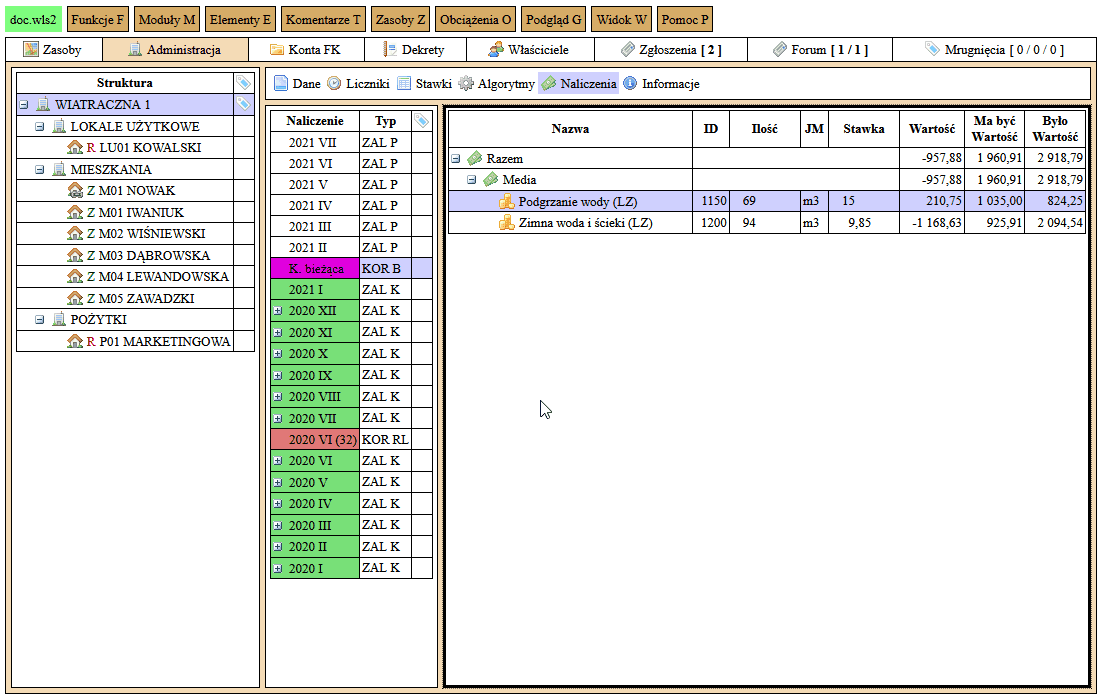 doc.wls2 Funkcje F Moduły M Elementy E Komentarze T Zasoby Z Obciążenia O Podgląd G Widok W Pomoc P
Zasoby Administracja Konta FK Dekrety Właściciele Zgłoszenia [ 2 ] Forum [ 1 / 1 ] Mrugnięcia [ 0 / 0 / 0 ]
Struktura
WIATRACZNA 1
LOKALE UŻYTKOWE
R LU01 KOWALSKI
MIESZKANIA
Z M01 NOWAK
Z M01 IWANIUK
Z M02 WIŚNIEWSKI
Z M03 DĄBROWSKA
Z M04 LEWANDOWSKA
Z M05 ZAWADZKI
POŻYTKI
R P01 MARKETINGOWA
Dane Liczniki Stawki Algorytmy Naliczenia Informacje
Naliczenie Typ
2021 VII ZAL P
2021 VI ZAL P
2021 V ZAL P
2021 IV ZAL P
2021 III ZAL P
2021 II ZAL P
K. bieżąca KOR B
2021 I ZAL K
2020 XII ZAL K
2020 XI ZAL K
2020 X ZAL K
2020 IX ZAL K
2020 VIII ZAL K
2020 VII ZAL K
2020 VI (32) KOR RL
2020 VI ZAL K
2020 V ZAL K
2020 IV ZAL K
2020 III ZAL K
2020 II ZAL K
2020 I ZAL K
Nazwa ID Ilość JM Stawka Wartość Ma być Wartość Było Wartość
Razem -957,88 1 960,91 2 918,79
Media -957,88 1 960,91 2 918,79
Podgrzanie wody (LZ) 1150 69 m3 15 210,75 1 035,00 824,25
Zimna woda i ścieki (LZ) 1200 94 m3 9,85 -1 168,63 925,91 2 094,54